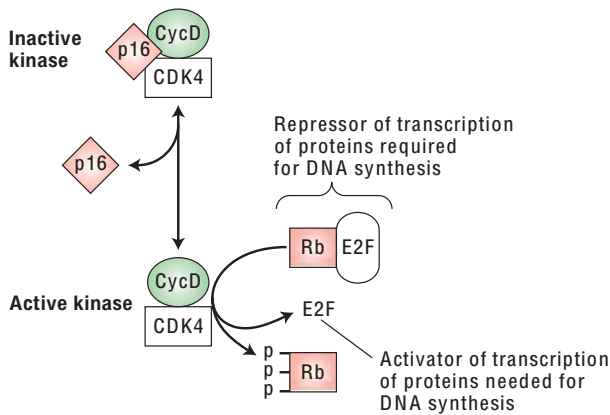 Inactive
kinase
p16
CycD
CDK4
p16
Repressor of transcription
of proteins required
for DNA synthesis
Rb
E2F
Active kinase
CycD
CDK4
E2F
p
p
p
Rb
Activator of transcription
of proteins needed for
DNA synthesis